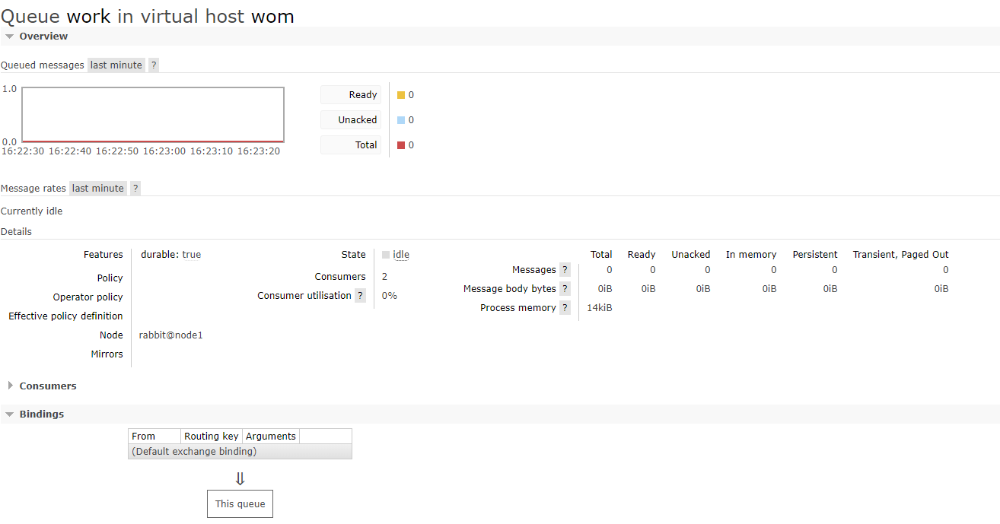 Queue work in virtual host wom
Overview
Queued messages last minute ?
1.0
0.0
16:22:30 16:22:40 16:22:50 16:23:00 16:23:10 16:23:20
Ready 0
Unacked 0
Total 0
Message rates last minute ?
Currently idle
Details
Features durable: true
Policy
Operator policy
Effective policy definition
Node rabbit@node1
Mirrors
State idle
Consumers 2
Consumer utilisation ? 0%
Total Ready Unacked In memory Persistent Transient, Paged Out
Messages ? 0 0 0 0 0 0
Message body bytes ? 0iB 0iB 0iB 0iB 0iB 0iB
Process memory ? 14kiB
Consumers
Bindings
From Routing key Arguments
(Default exchange binding)
⇓
This queue